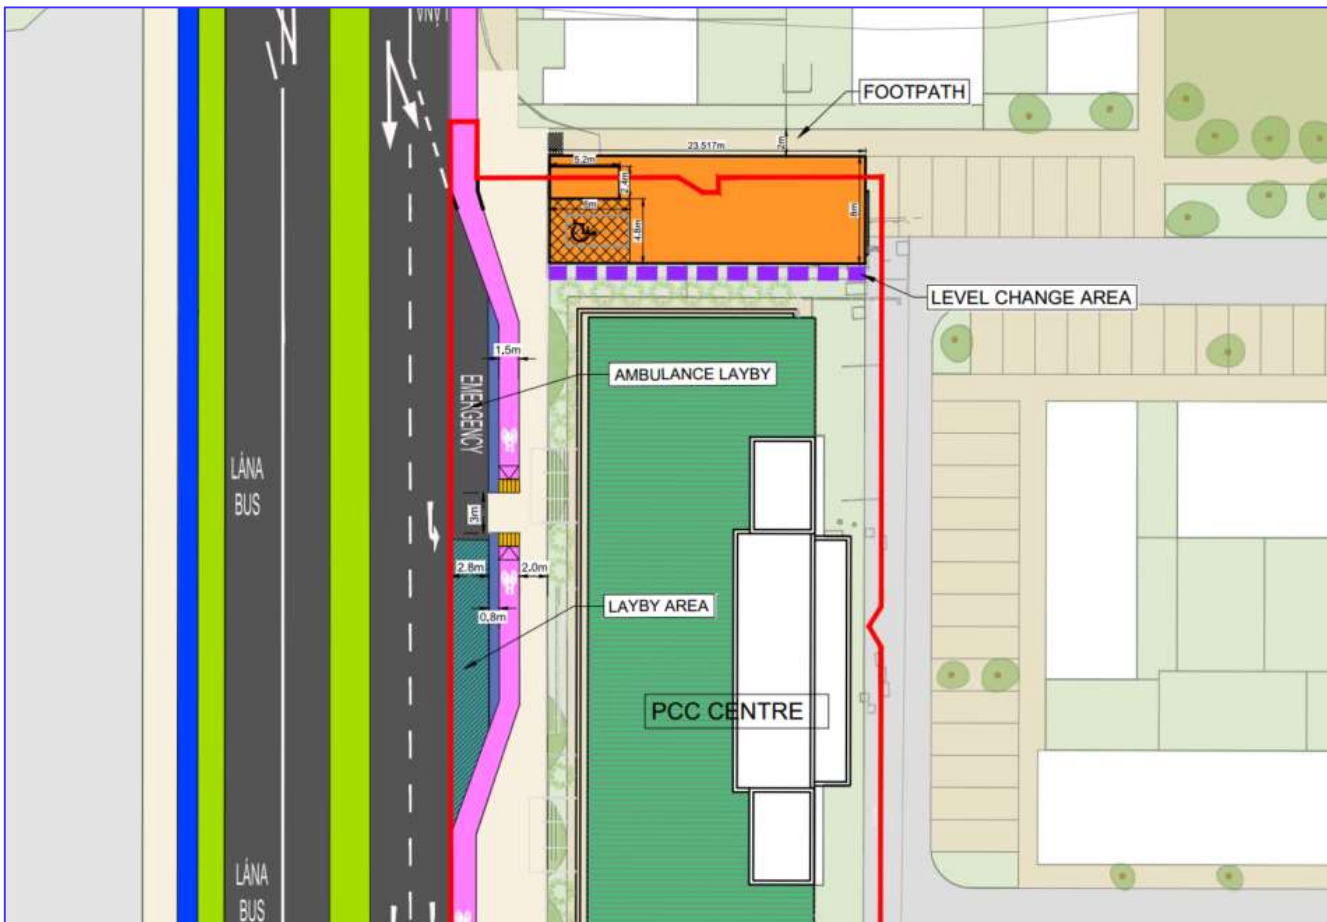 FOOTPATH
2m
23.517m
5.2m
2.4m
8m
4.8m
LEVEL CHANGE AREA
1.5m
AMBULANCE LAYBY
EMERGENCY
LÁNA
BUS
3m
2.8m
2.0m
LAYBY AREA
0.8m
PCC CENTRE
LÁNA
BUS